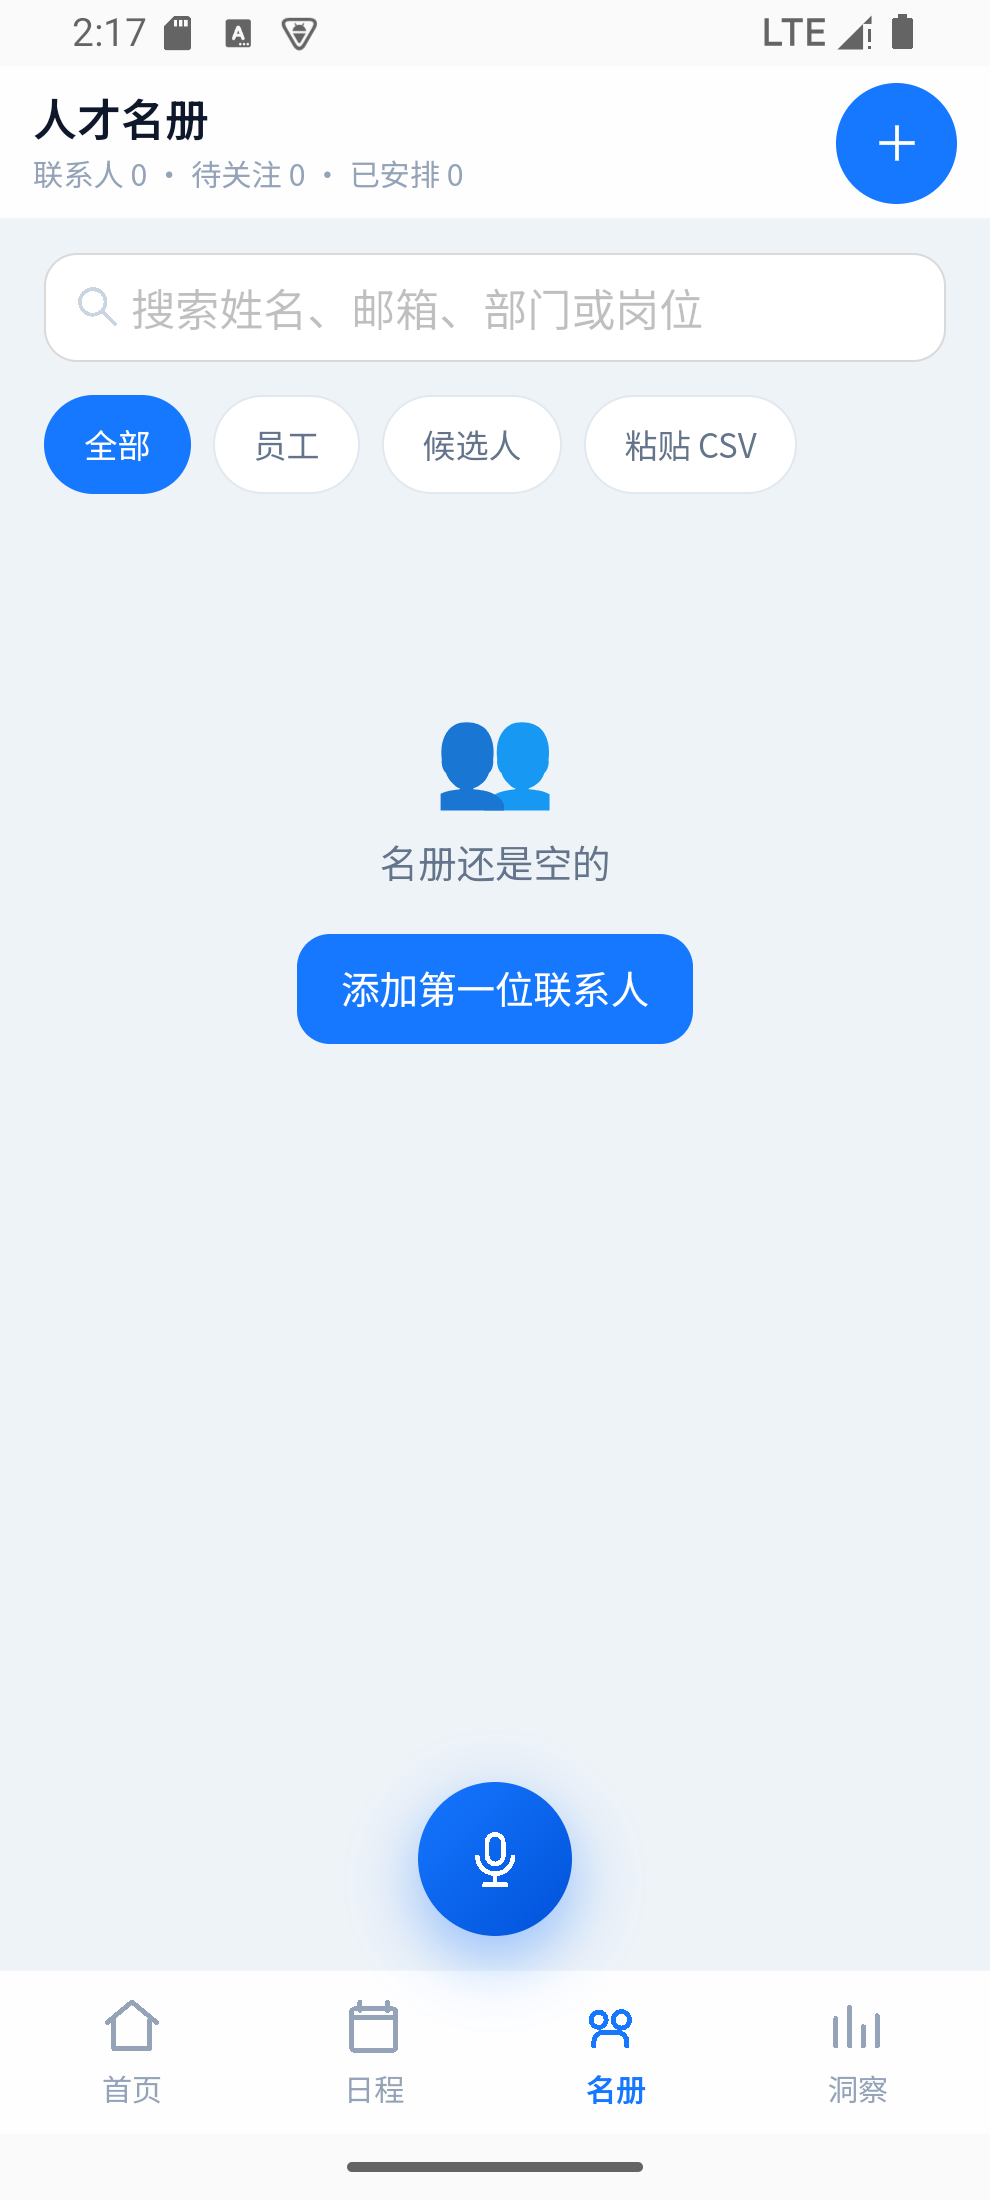 2:17
LTE
人才名册
联系人 0 • 待关注 0 • 已安排 0
搜索姓名、邮箱、部门或岗位
全部
员工
候选人
粘贴 CSV
名册还是空的
添加第一位联系人
首页
日程
名册
洞察